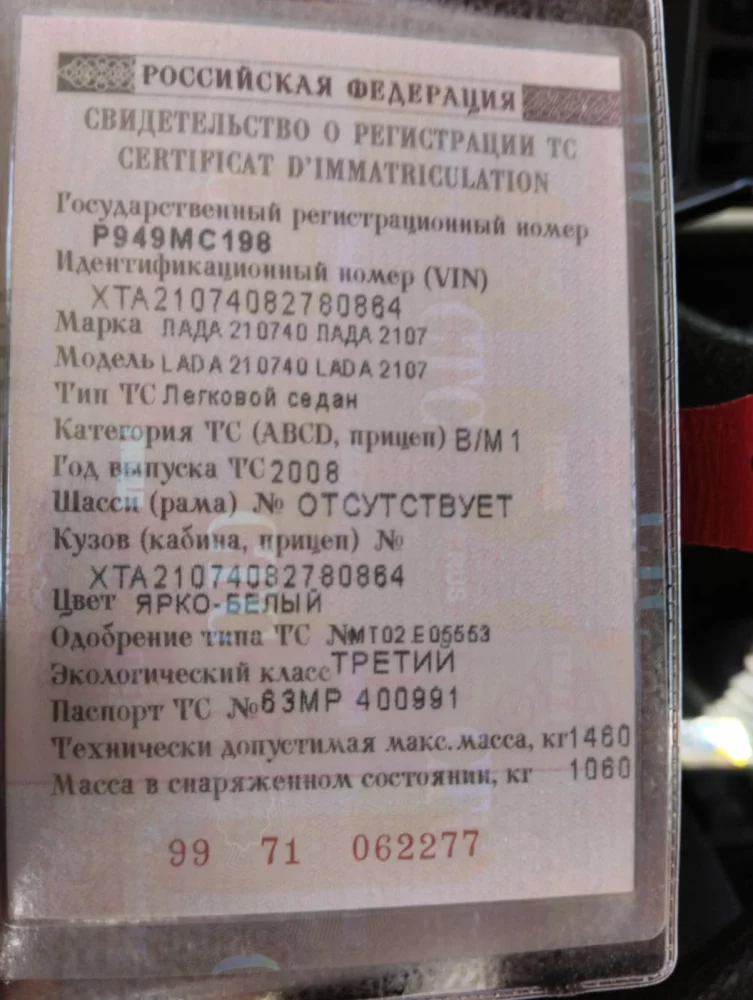 РОССИЙСКАЯ ФЕДЕРАЦИЯ
СВИДЕТЕЛЬСТВО О РЕГИСТРАЦИИ ТС
CERTIFICAT D'IMMATRICULATION
Государственный регистрационный номер
Р949МС198
Идентификационный номер (VIN)
XTA21074082780864
Марка ЛАДА 210740 ЛАДА 2107
Модель LADA 210740 LADA 2107
Тип ТС Легковой седан
Категория ТС (ABCD, прицеп) B/M1
Год выпуска ТС 2008
Шасси (рама) № ОТСУТСТВУЕТ
Кузов (кабина, прицеп) №
XTA21074082780864
Цвет ЯРКО-БЕЛЫЙ
Одобрение типа ТС №МТ02.Е05553
Экологический класс ТРЕТИЙ
Паспорт ТС №63МР 400991
Технически допустимая макс. масса, кг 1460
Масса в снаряженном состоянии, кг 1060
99 71 062277